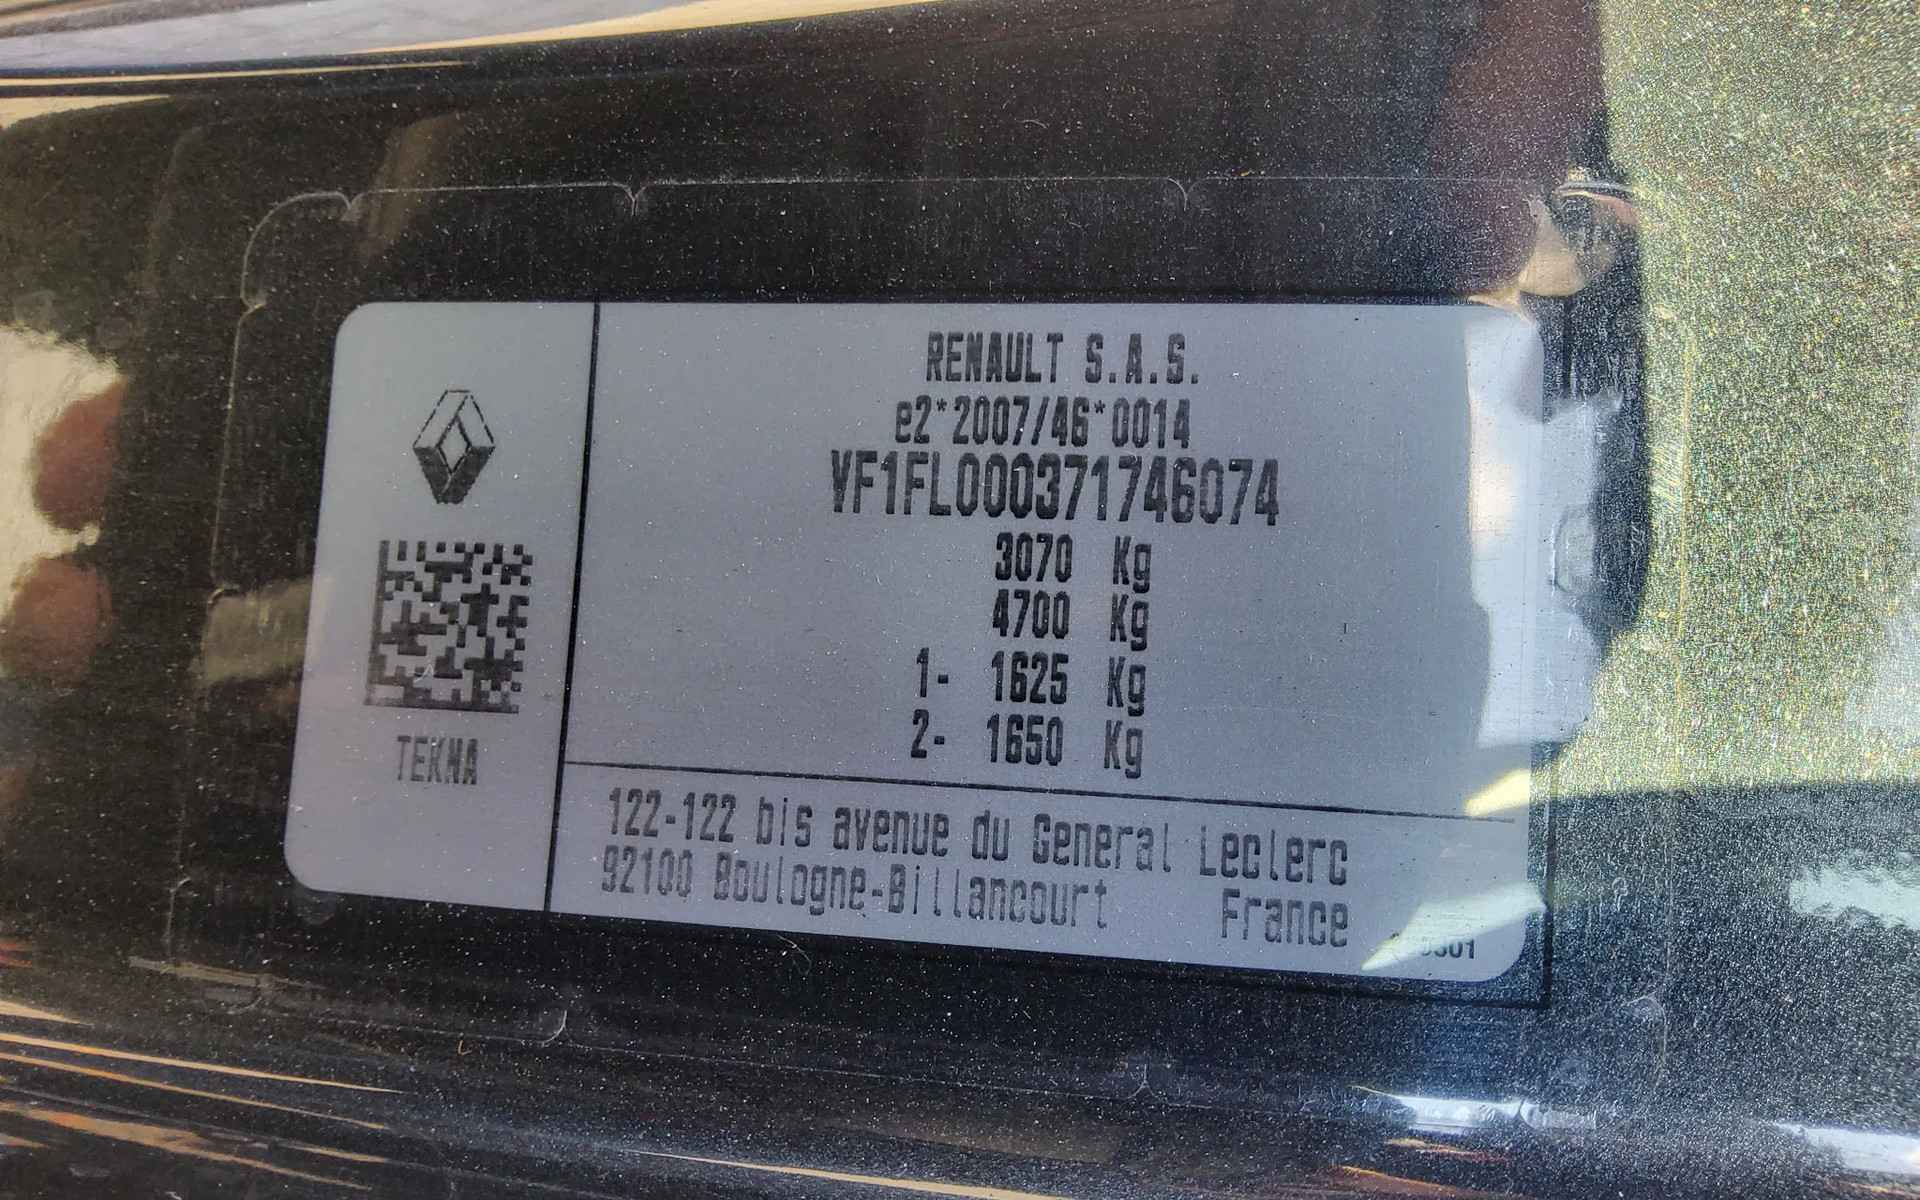 RENAULT S.A.S.
e2*2007/46*0014
VF1FL000371746074
3070 Kg
4700 Kg
1- 1625 Kg
2- 1650 Kg
TEKNA
122-122 bis avenue du General Leclerc
92100 Boulogne-Billancourt France